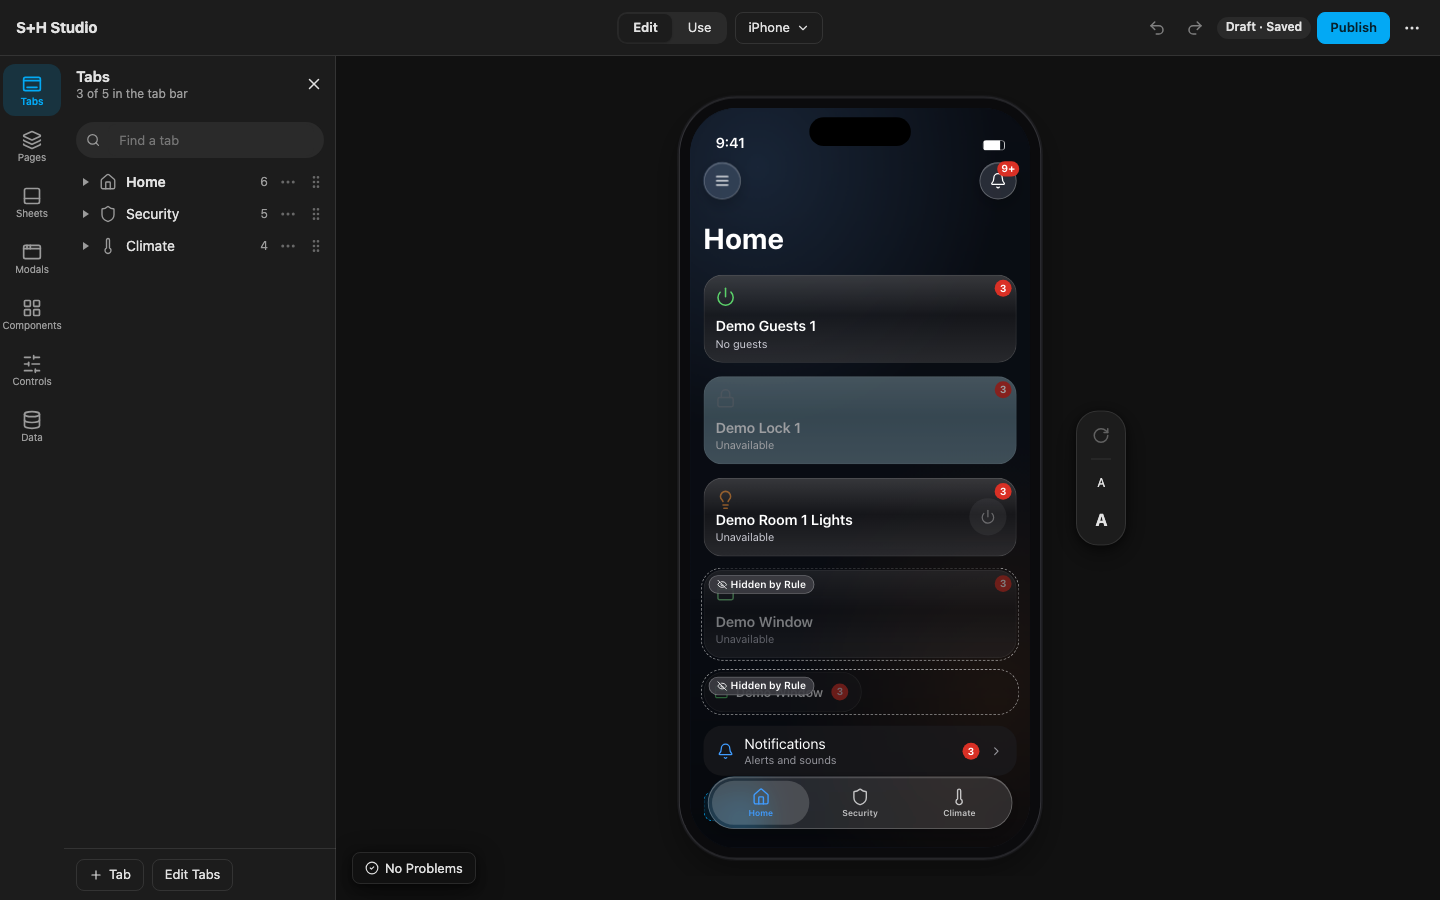 S+H Studio
Edit
Use
iPhone
Draft · Saved
Publish
Tabs
Pages
Sheets
Modals
Components
Controls
Data
Tabs
3 of 5 in the tab bar
Find a tab
Home 6
Security 5
Climate 4
+ Tab
Edit Tabs
No Problems
9:41
9+
Home
3
Demo Guests 1
No guests
3
Demo Lock 1
Unavailable
3
Demo Room 1 Lights
Unavailable
Hidden by Rule
3
Demo Window
Unavailable
Hidden by Rule
Demo Window 3
Notifications
Alerts and sounds
3
Home
Security
Climate
A
A